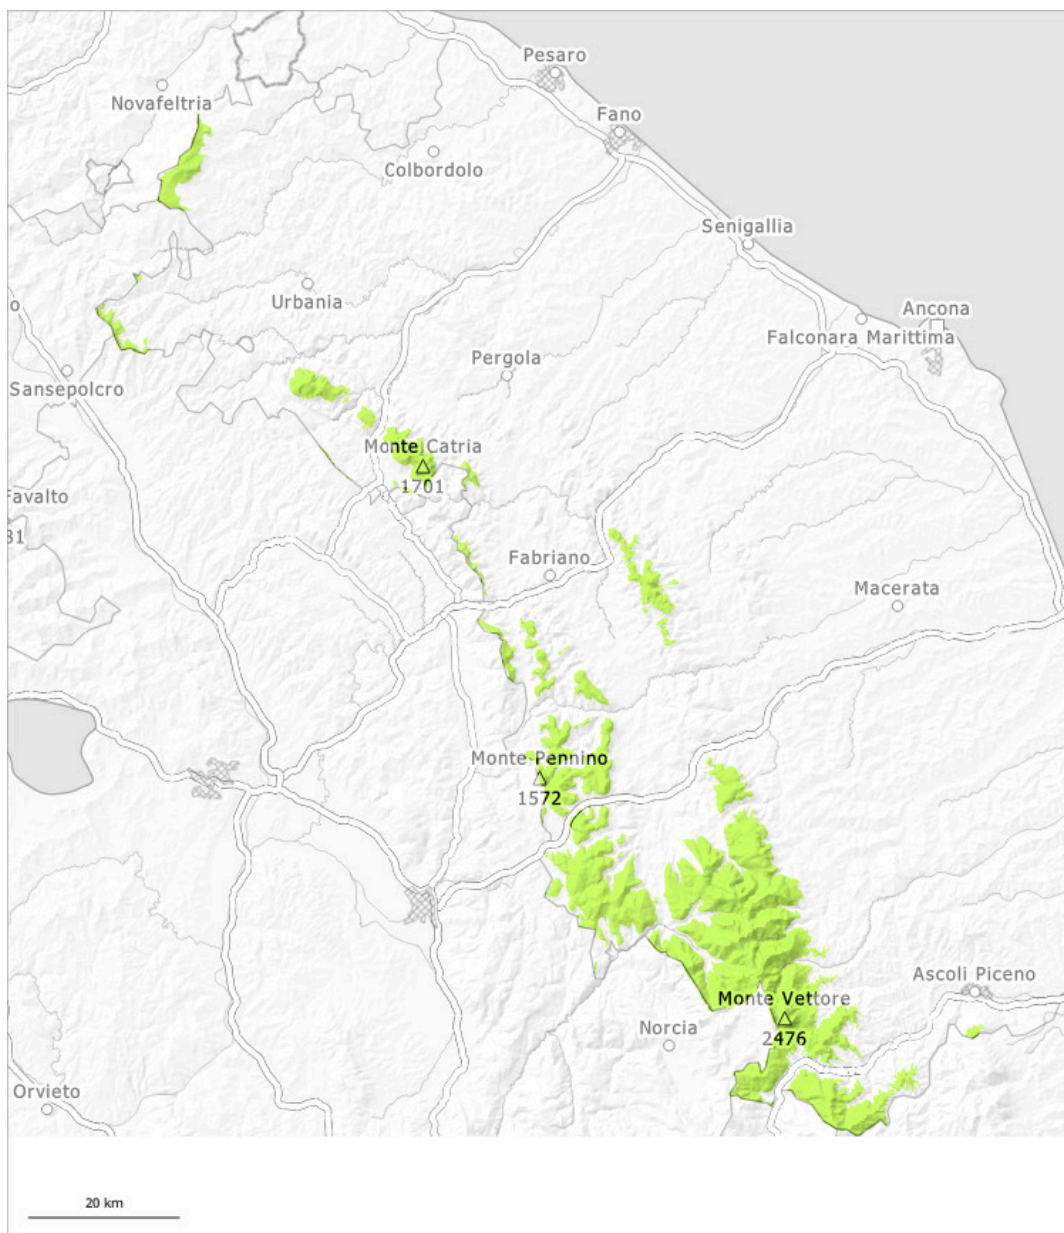 Pesaro
Novafeltria
Fano
Colbordolo
Senigallia
Urbania
o
Ancona
Falconara Marittima
Pergola
Sansepolcro
Monte Catria
1701
Favalto
31
Fabriano
Macerata
Monte Pennino
1572
Ascoli Piceno
Monte Vettore
Norcia
2476
Orvieto
20 km